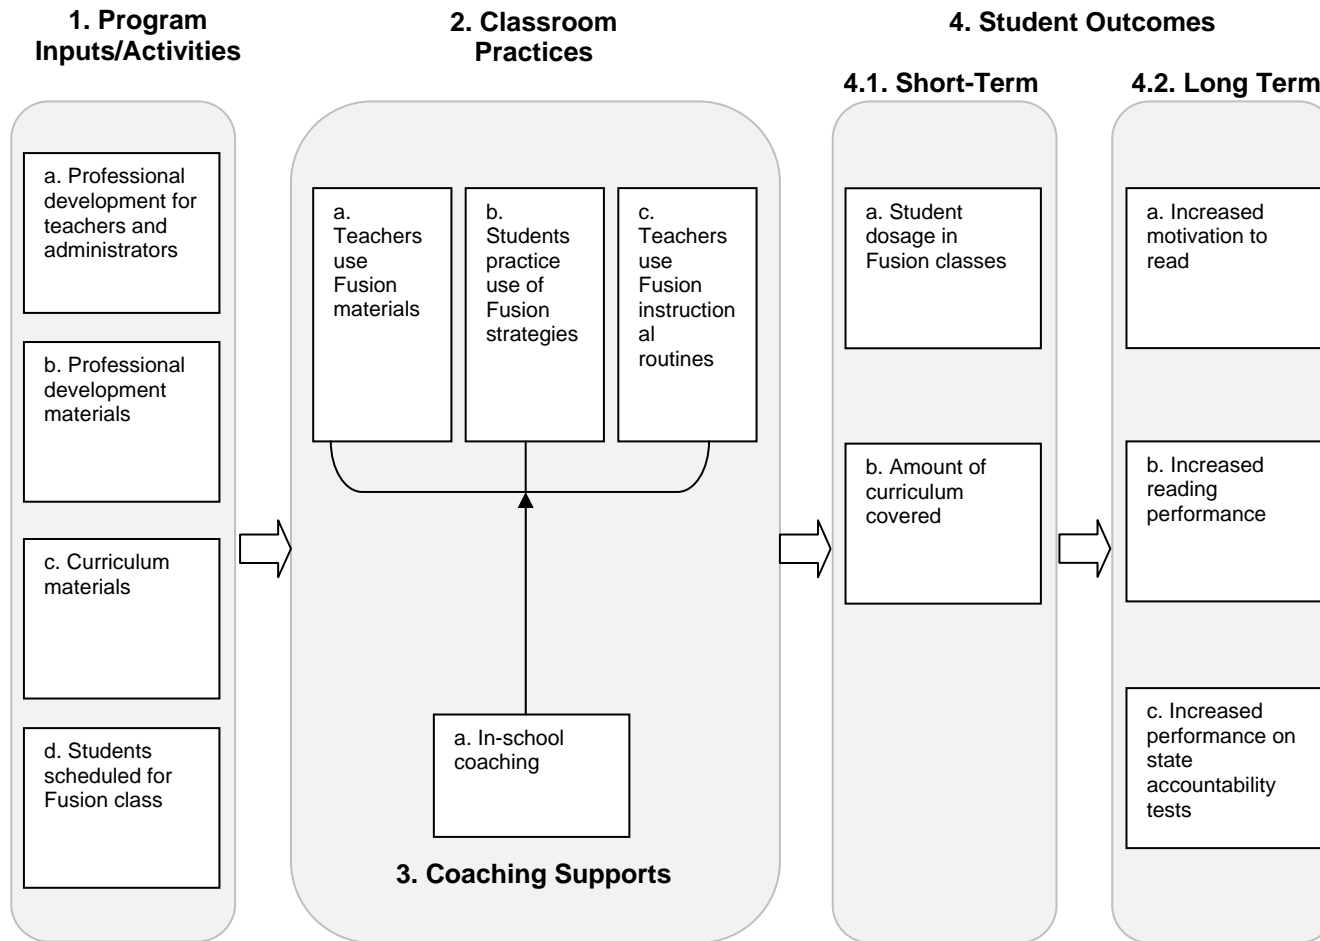 1. Program
Inputs/Activities
a. Professional
development for
teachers and
administrators
b. Professional
development
materials
c. Curriculum
materials
d. Students
scheduled for
Fusion class
2. Classroom
Practices
a.
Teachers
use
Fusion
materials
b.
Students
practice
use of
Fusion
strategies
c.
Teachers
use
Fusion
instruction
al
routines
a. In-school
coaching
3. Coaching Supports
4. Student Outcomes
4.1. Short-Term
a. Student
dosage in
Fusion classes
b. Amount of
curriculum
covered
4.2. Long Term
a. Increased
motivation to
read
b. Increased
reading
performance
c. Increased
performance on
state
accountability
tests